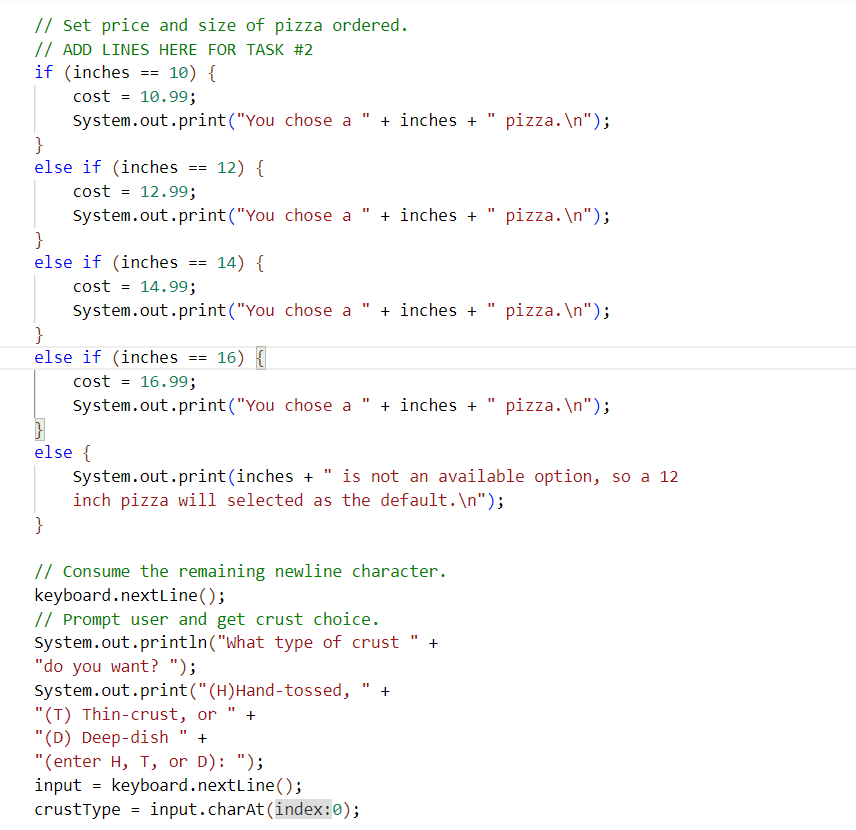 // Set price and size of pizza ordered.
// ADD LINES HERE FOR TASK #2
if (inches == 10) {
    cost = 10.99;
    System.out.print("You chose a " + inches + " pizza.\n");
}
else if (inches == 12) {
    cost = 12.99;
    System.out.print("You chose a " + inches + " pizza.\n");
}
else if (inches == 14) {
    cost = 14.99;
    System.out.print("You chose a " + inches + " pizza.\n");
}
else if (inches == 16) {
    cost = 16.99;
    System.out.print("You chose a " + inches + " pizza.\n");
}
else {
    System.out.print(inches + " is not an available option, so a 12
    inch pizza will selected as the default.\n");
}

// Consume the remaining newline character.
keyboard.nextLine();
// Prompt user and get crust choice.
System.out.println("What type of crust " +
"do you want? ");
System.out.print("(H)Hand-tossed, " +
"(T) Thin-crust, or " +
"(D) Deep-dish " +
"(enter H, T, or D): ");
input = keyboard.nextLine();
crustType = input.charAt(index:0);